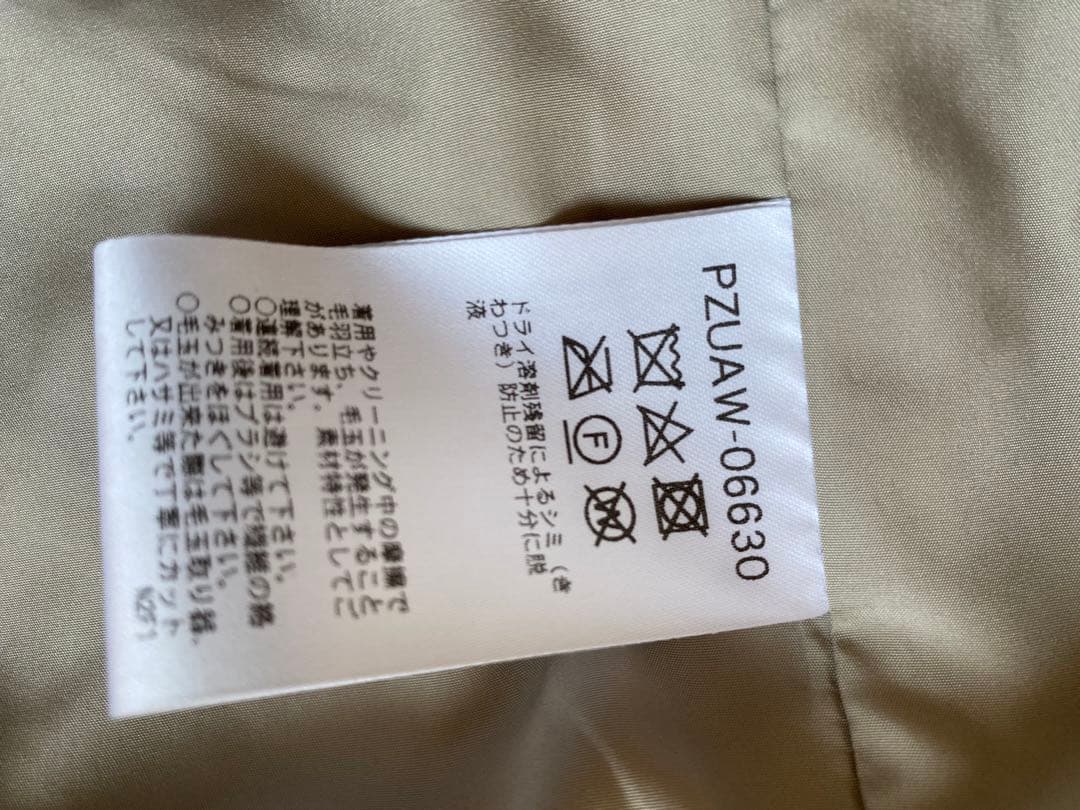 PZUAW-06630
F
W
ドライ溶剤残留によるシミ（き
わつき）防止のため十分に脱
液
着用やクリーニング中の摩擦で
毛羽立ち、毛玉が発生すること
があります。素材特性としてご
理解下さい。
○連続着用は避けて下さい。
○着用後はブラシ等で繊維の絡
みつきをほぐして下さい。
○毛玉が出来た際は毛玉取り器、
又はハサミ等で丁寧にカット
して下さい。